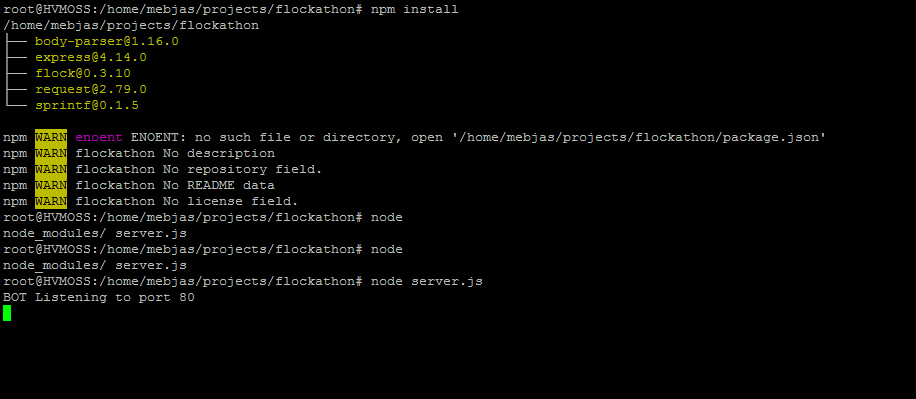 root@HVMOSS:/home/mebjas/projects/flockathon# npm install
/home/mebjas/projects/flockathon
├── body-parser@1.16.0
├── express@4.14.0
├── flock@0.3.10
├── request@2.79.0
└── sprintf@0.1.5
npm WARN enoent ENOENT: no such file or directory, open '/home/mebjas/projects/flockathon/package.json'
npm WARN flockathon No description
npm WARN flockathon No repository field.
npm WARN flockathon No README data
npm WARN flockathon No license field.
root@HVMOSS:/home/mebjas/projects/flockathon# node
node_modules/ server.js
root@HVMOSS:/home/mebjas/projects/flockathon# node
node_modules/ server.js
root@HVMOSS:/home/mebjas/projects/flockathon# node server.js
BOT Listening to port 80